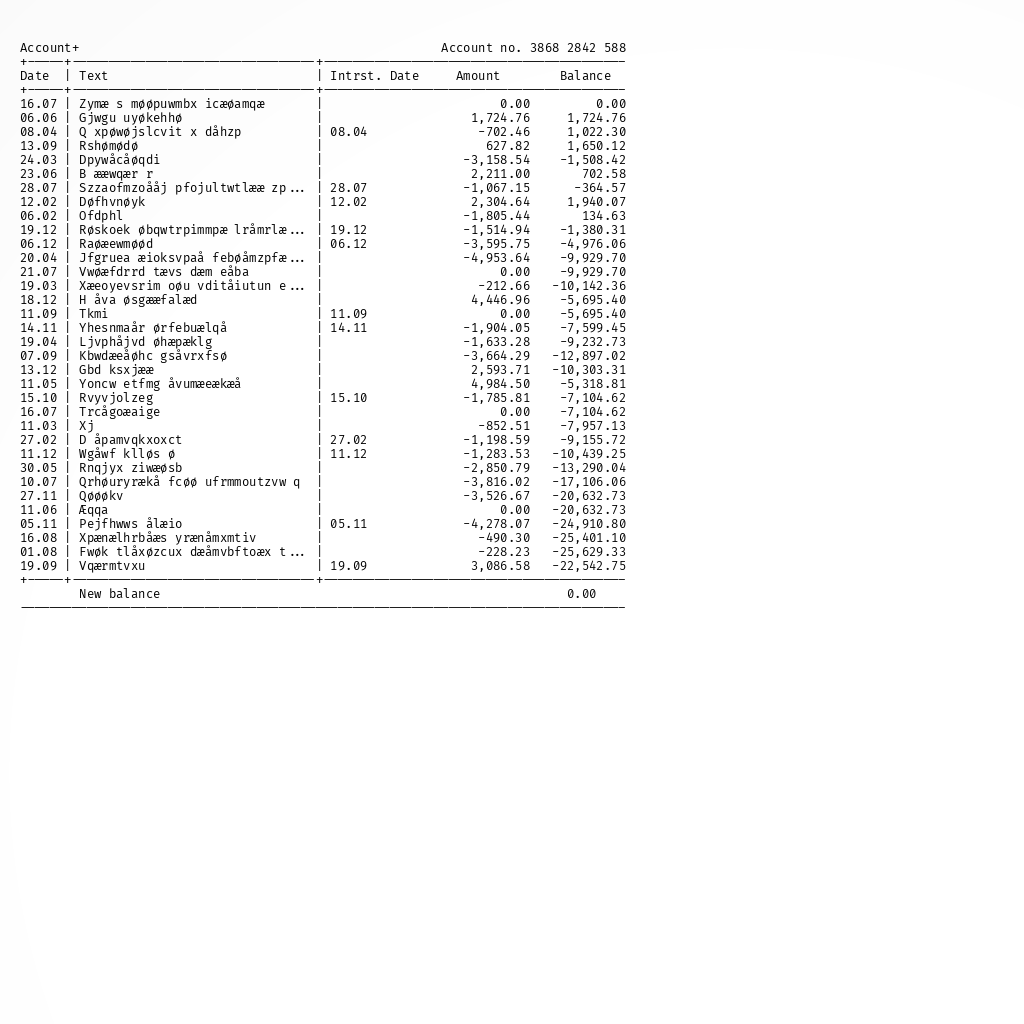 Account+ Account no. 3868 2842 588
Date | Text | Intrst. Date Amount Balance
16.07 | Zymæ s møøpuwmbx icæøamqæ | 0.00 0.00
06.06 | Gjwgu uyøkehhø | 1,724.76 1,724.76
08.04 | Q xpøwøjslcvit x dåhzp | 08.04 -702.46 1,022.30
13.09 | Rshømødø | 627.82 1,650.12
24.03 | Dpywåcåøqdi | -3,158.54 -1,508.42
23.06 | B ææwqær r | 2,211.00 702.58
28.07 | Szzaofmzoååj pfojultwtlææ zp... | 28.07 -1,067.15 -364.57
12.02 | Døfhvnøyk | 12.02 2,304.64 1,940.07
06.02 | Ofdphl | -1,805.44 134.63
19.12 | Røskoek øbqwtrpimmpæ lråmrlæ... | 19.12 -1,514.94 -1,380.31
06.12 | Raøæewmøød | 06.12 -3,595.75 -4,976.06
20.04 | Jfgruea æioksvpaå febøåmzpfæ... | -4,953.64 -9,929.70
21.07 | Vwøæfdrrd tævs dæm eåba | 0.00 -9,929.70
19.03 | Xæeoyevsrim oøu vditåiutun e... | -212.66 -10,142.36
18.12 | H åva øsgææfalæd | 4,446.96 -5,695.40
11.09 | Tkmi | 11.09 0.00 -5,695.40
14.11 | Yhesnmaår ørfebuælqå | 14.11 -1,904.05 -7,599.45
19.04 | Ljvphåjvd øhæpæklg | -1,633.28 -9,232.73
07.09 | Kbwdæeåøhc gsåvrxfsø | -3,664.29 -12,897.02
13.12 | Gbd ksxjææ | 2,593.71 -10,303.31
11.05 | Yoncw etfmg åvumæeækæå | 4,984.50 -5,318.81
15.10 | Rvyvjolzeg | 15.10 -1,785.81 -7,104.62
16.07 | Trcågoæaige | 0.00 -7,104.62
11.03 | Xj | -852.51 -7,957.13
27.02 | D åpamvqkxoxct | 27.02 -1,198.59 -9,155.72
11.12 | Wgåwf klløs ø | 11.12 -1,283.53 -10,439.25
30.05 | Rnqjyx ziwæøsb | -2,850.79 -13,290.04
10.07 | Qrhøuryrækå fcøø ufrmmoutzvw q | -3,816.02 -17,106.06
27.11 | Qøøøkv | -3,526.67 -20,632.73
11.06 | Æqqa | 0.00 -20,632.73
05.11 | Pejfhwws ålæio | 05.11 -4,278.07 -24,910.80
16.08 | Xpænælhrbåæs yrænåmxmtiv | -490.30 -25,401.10
01.08 | Fwøk tlåxøzcux dæåmvbftoæx t... | -228.23 -25,629.33
19.09 | Vqærmtvxu | 19.09 3,086.58 -22,542.75
New balance 0.00